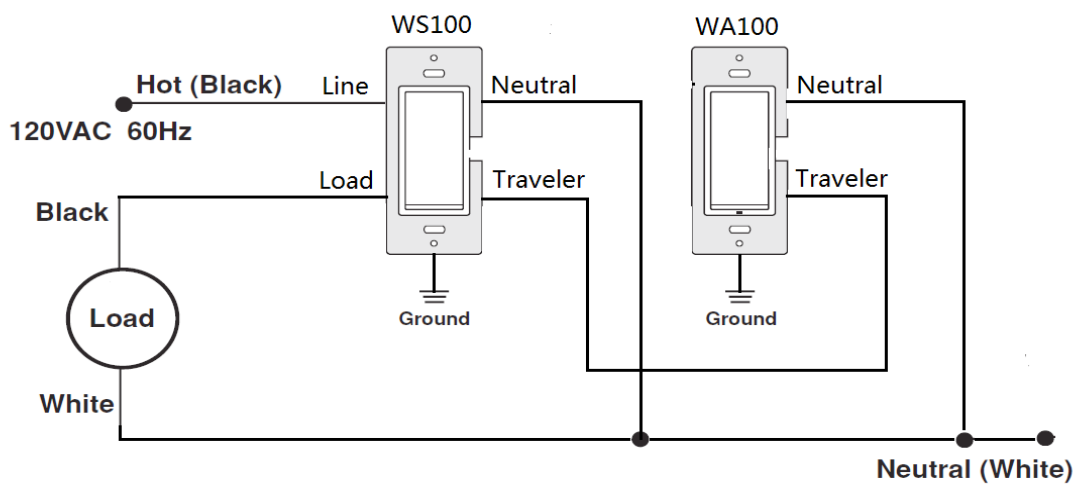 WS100
WA100
Hot (Black)
Line
Neutral
Neutral
120VAC 60Hz
Load
Traveler
Traveler
Black
Load
Ground
Ground
White
Neutral (White)